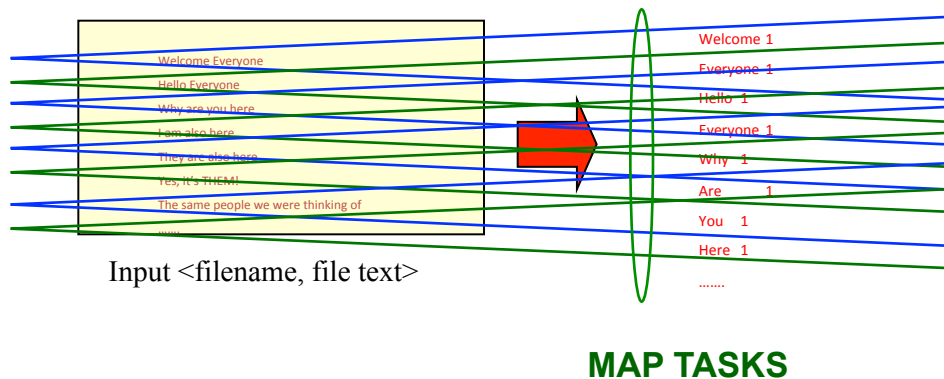 Welcome Everyone
Hello Everyone
Why are you here
I am also here
They are also here
Yes, it's THEM!
The same people we were thinking of
…….
Input <filename, file text>
Welcome 1
Everyone 1
Hello 1
Everyone 1
Why 1
Are 1
You 1
Here 1
…….
MAP TASKS